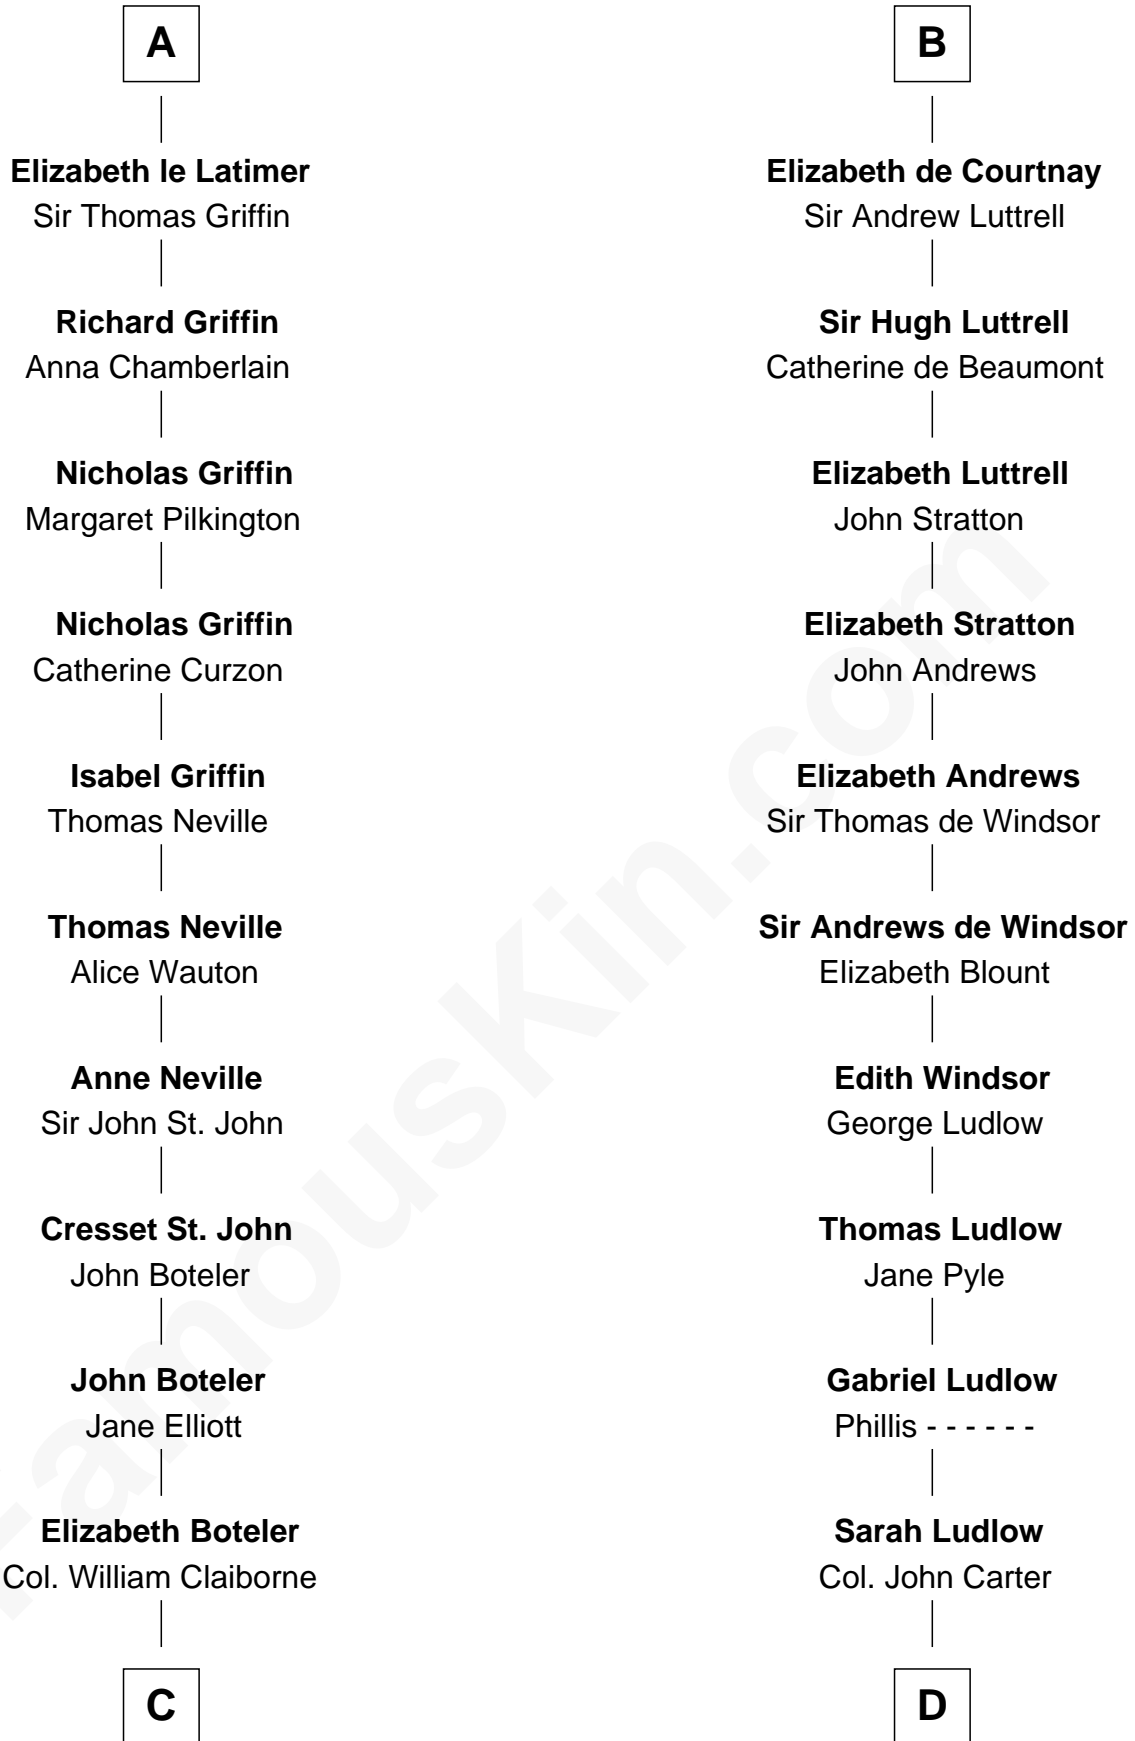 A
Elizabeth le Latimer
Sir Thomas Griffin
Richard Griffin
Anna Chamberlain
Nicholas Griffin
Margaret Pilkington
Nicholas Griffin
Catherine Curzon
Isabel Griffin
Thomas Neville
Thomas Neville
Alice Wauton
Anne Neville
Sir John St. John
Cresset St. John
John Boteler
John Boteler
Jane Elliott
Elizabeth Boteler
Col. William Claiborne
C
B
Elizabeth de Courtnay
Sir Andrew Luttrell
Sir Hugh Luttrell
Catherine de Beaumont
Elizabeth Luttrell
John Stratton
Elizabeth Stratton
John Andrews
Elizabeth Andrews
Sir Thomas de Windsor
Sir Andrews de Windsor
Elizabeth Blount
Edith Windsor
George Ludlow
Thomas Ludlow
Jane Pyle
Gabriel Ludlow
Phillis - - - - - -
Sarah Ludlow
Col. John Carter
D
FamousKin.com